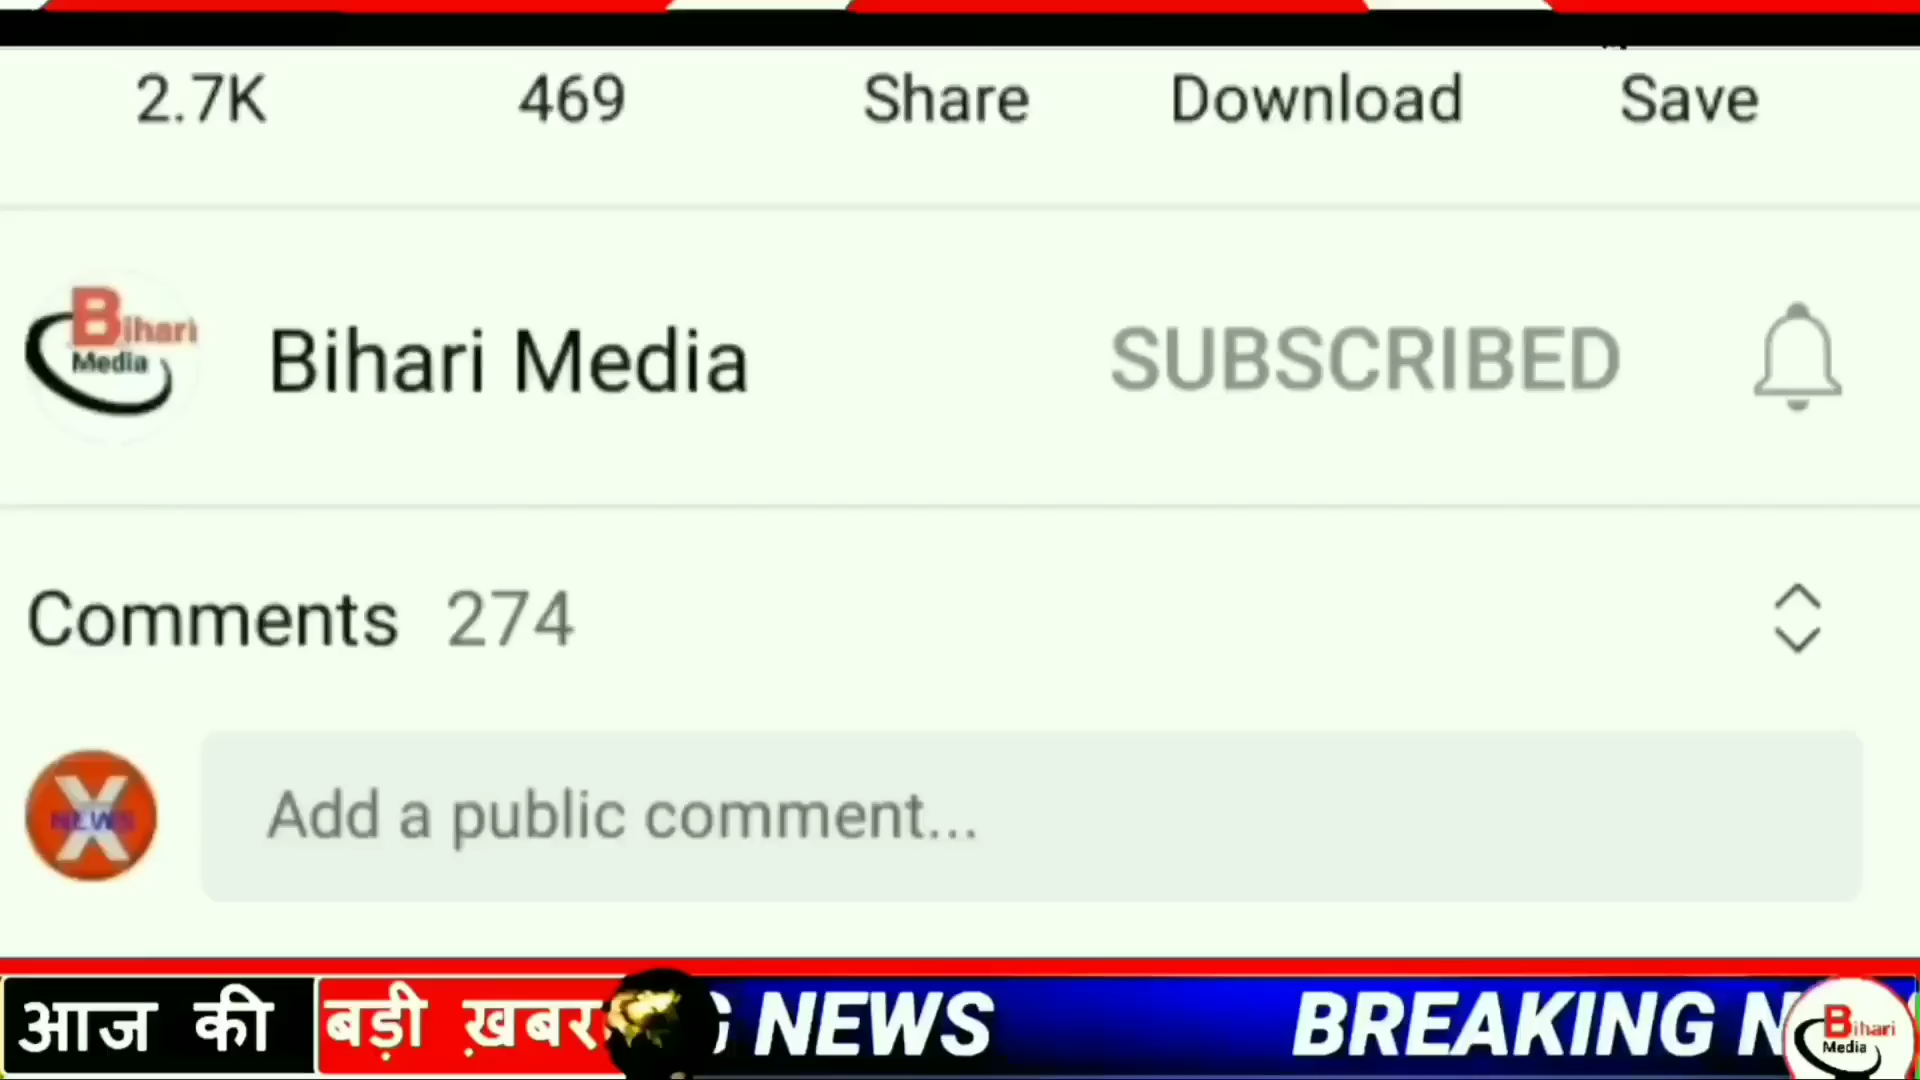 2.7K 469 Share Download Save
Bihari
Media
Bihari Media SUBSCRIBED
Comments 274
NEWS
Add a public comment...
आज की बड़ी ख़बर G NEWS BREAKING N
Bihari
Media